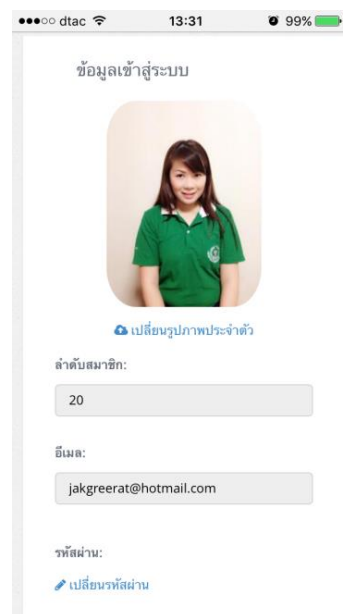 dtac 13:31 99%
ข้อมูลเข้าสู่ระบบ
เปลี่ยนรูปภาพประจำตัว
ลำดับสมาชิก:
20
อีเมล:
jakgreerat@hotmail.com
รหัสผ่าน:
เปลี่ยนรหัสผ่าน